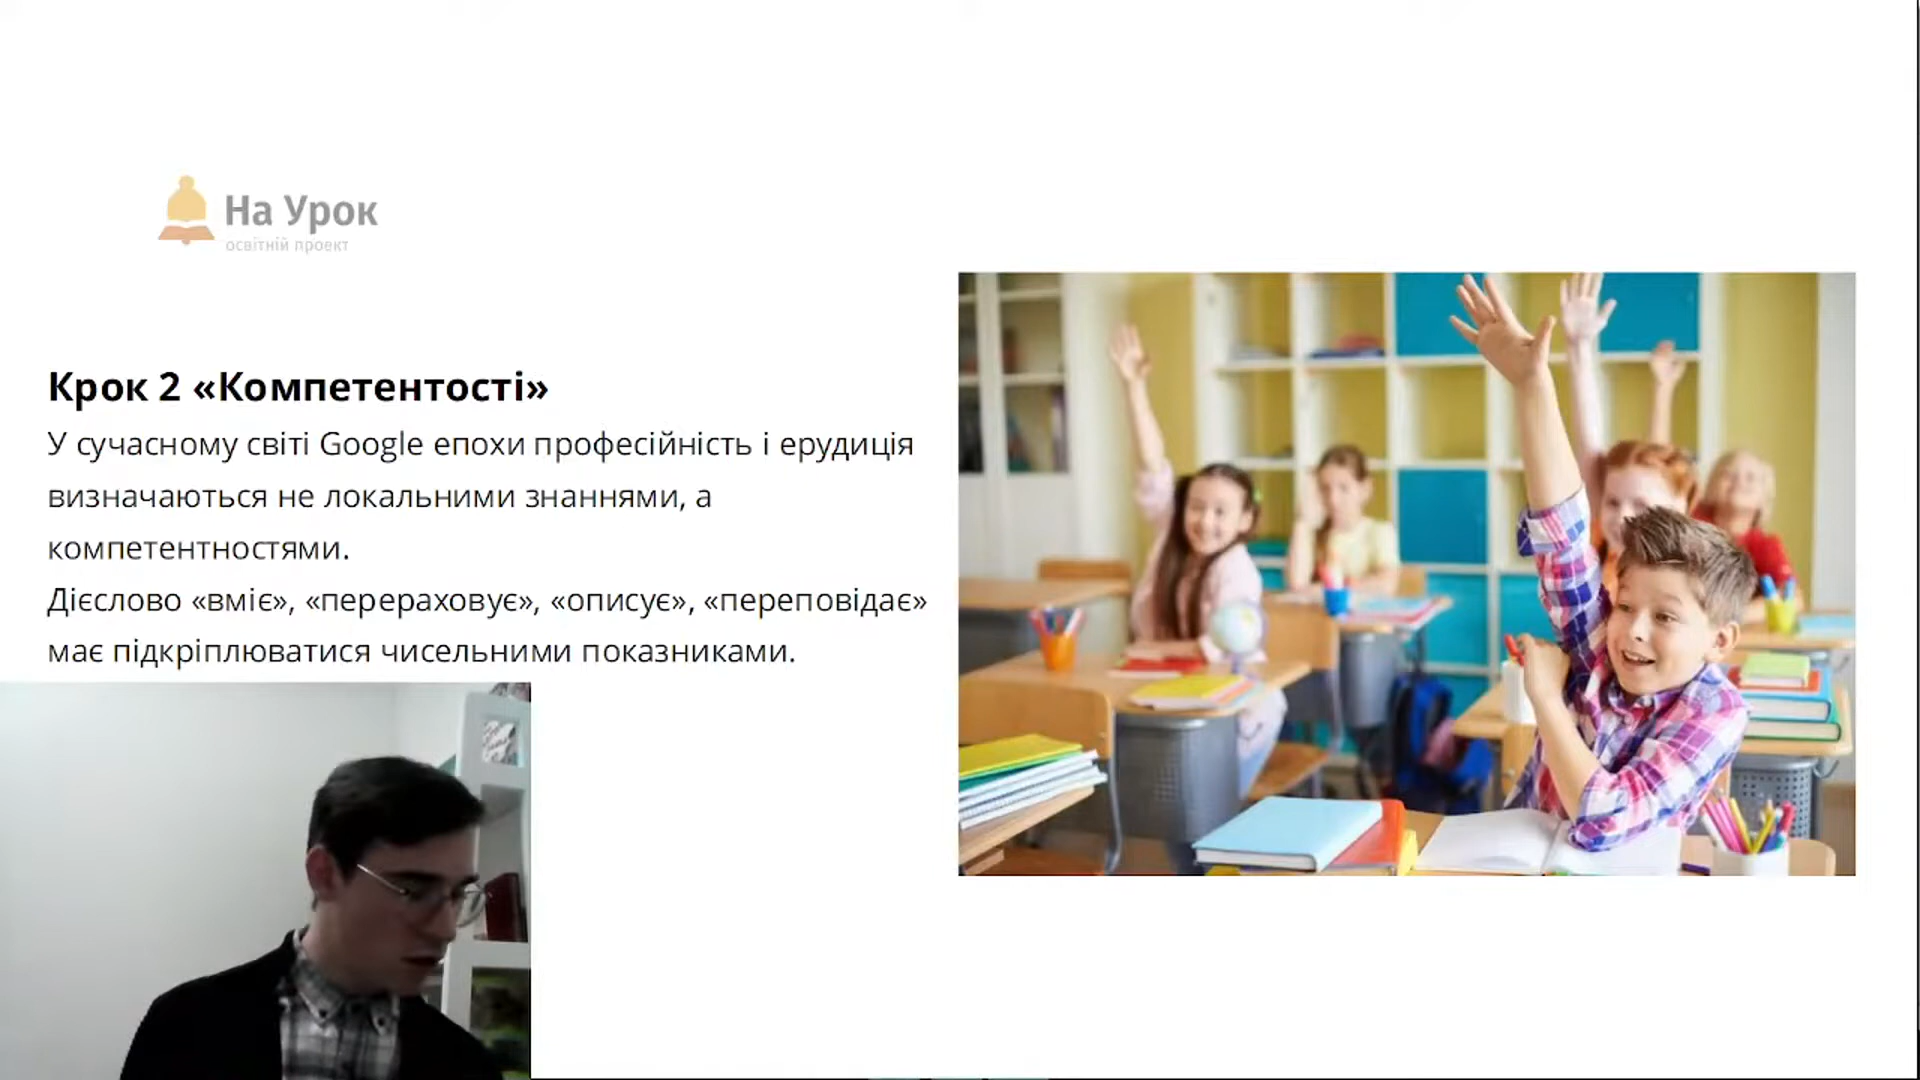 На Урок
освітній проект
Крок 2 «Компетентості»
У сучасному світі Google епохи професійність і ерудиція
визначаються не локальними знаннями, а
компетентностями.
Дієслово «вміє», «перераховує», «описує», «переповідає»
має підкріплюватися чисельними показниками.